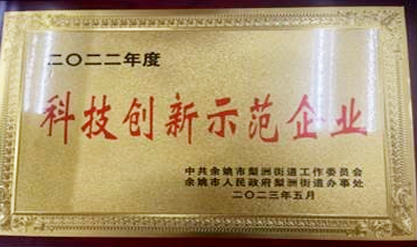 二〇二二年度
科技创新示范企业
中共余姚市梨洲街道工作委员会
余姚市人民政府梨洲街道办事处
二〇二三年五月